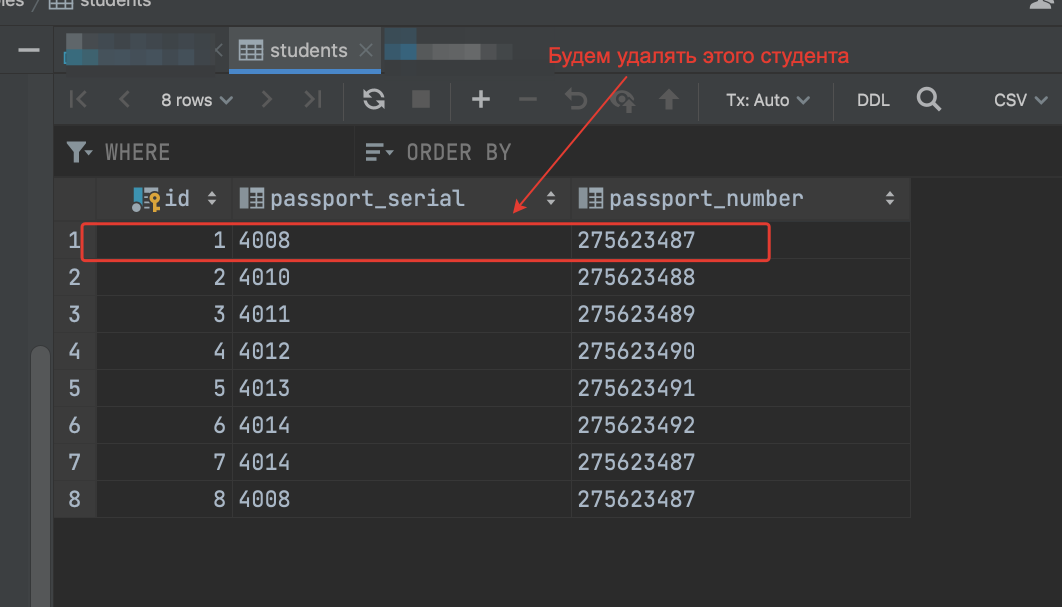 students
students
Будем удалять этого студента
8 rows Tx: Auto DDL CSV
WHERE ORDER BY
id passport_serial passport_number
1 1 4008 275623487
2 2 4010 275623488
3 3 4011 275623489
4 4 4012 275623490
5 5 4013 275623491
6 6 4014 275623492
7 7 4014 275623487
8 8 4008 275623487